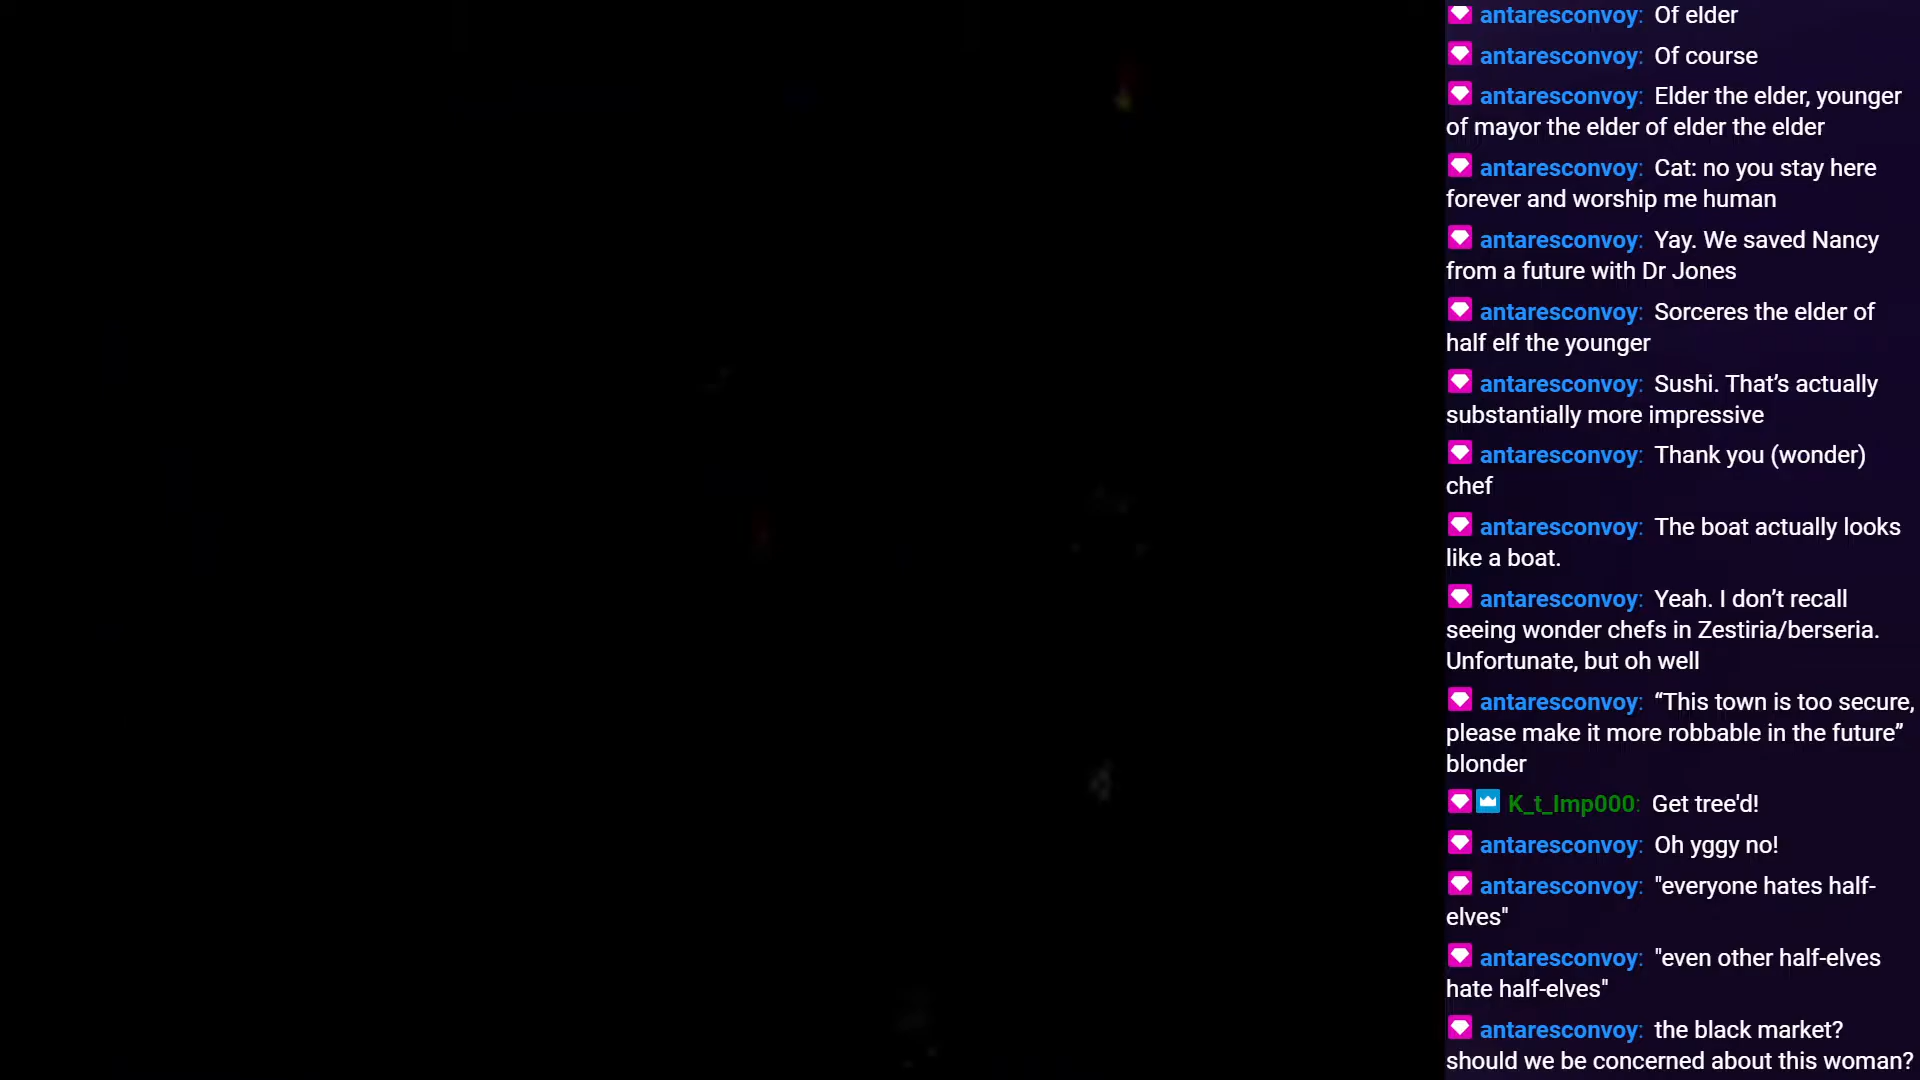 antaresconvoy: Of elder
antaresconvoy: Of course
antaresconvoy: Elder the elder, younger
of mayor the elder of elder the elder
antaresconvoy: Cat: no you stay here
forever and worship me human
antaresconvoy: Yay. We saved Nancy
from a future with Dr Jones
antaresconvoy: Sorceres the elder of
half elf the younger
antaresconvoy: Sushi. That’s actually
substantially more impressive
antaresconvoy: Thank you (wonder)
chef
antaresconvoy: The boat actually looks
like a boat.
antaresconvoy: Yeah. I don’t recall
seeing wonder chefs in Zestiria/berseria.
Unfortunate, but oh well
antaresconvoy: “This town is too secure,
please make it more robbable in the future”
blonder
K_t_Imp000: Get tree'd!
antaresconvoy: Oh yggy no!
antaresconvoy: "everyone hates half-
elves"
antaresconvoy: "even other half-elves
hate half-elves"
antaresconvoy: the black market?
should we be concerned about this woman?